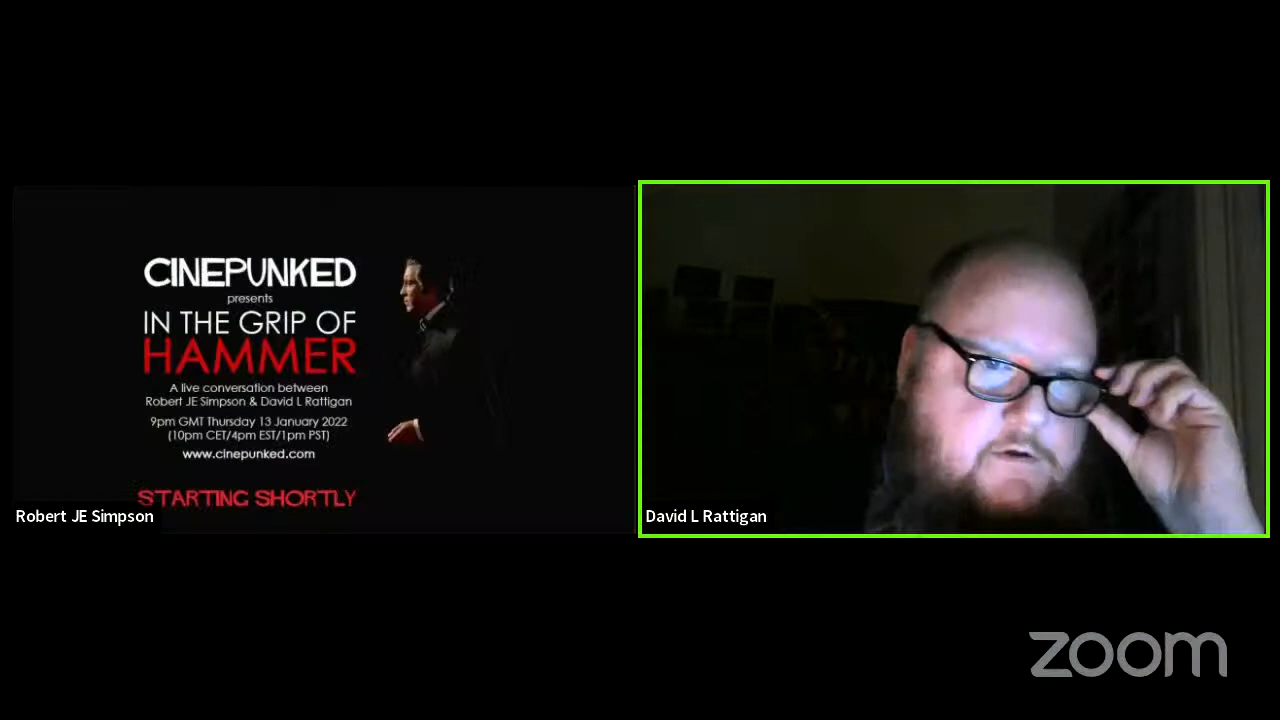 CINEPUNKED
presents
IN THE GRIP OF
HAMMER
A live conversation between
Robert JE Simpson & David L Rattigan
9pm GMT Thursday 13 January 2022
(10pm CET/4pm EST/1pm PST)
www.cinepunked.com
STARTING SHORTLY
Robert JE Simpson
David L Rattigan
zoom